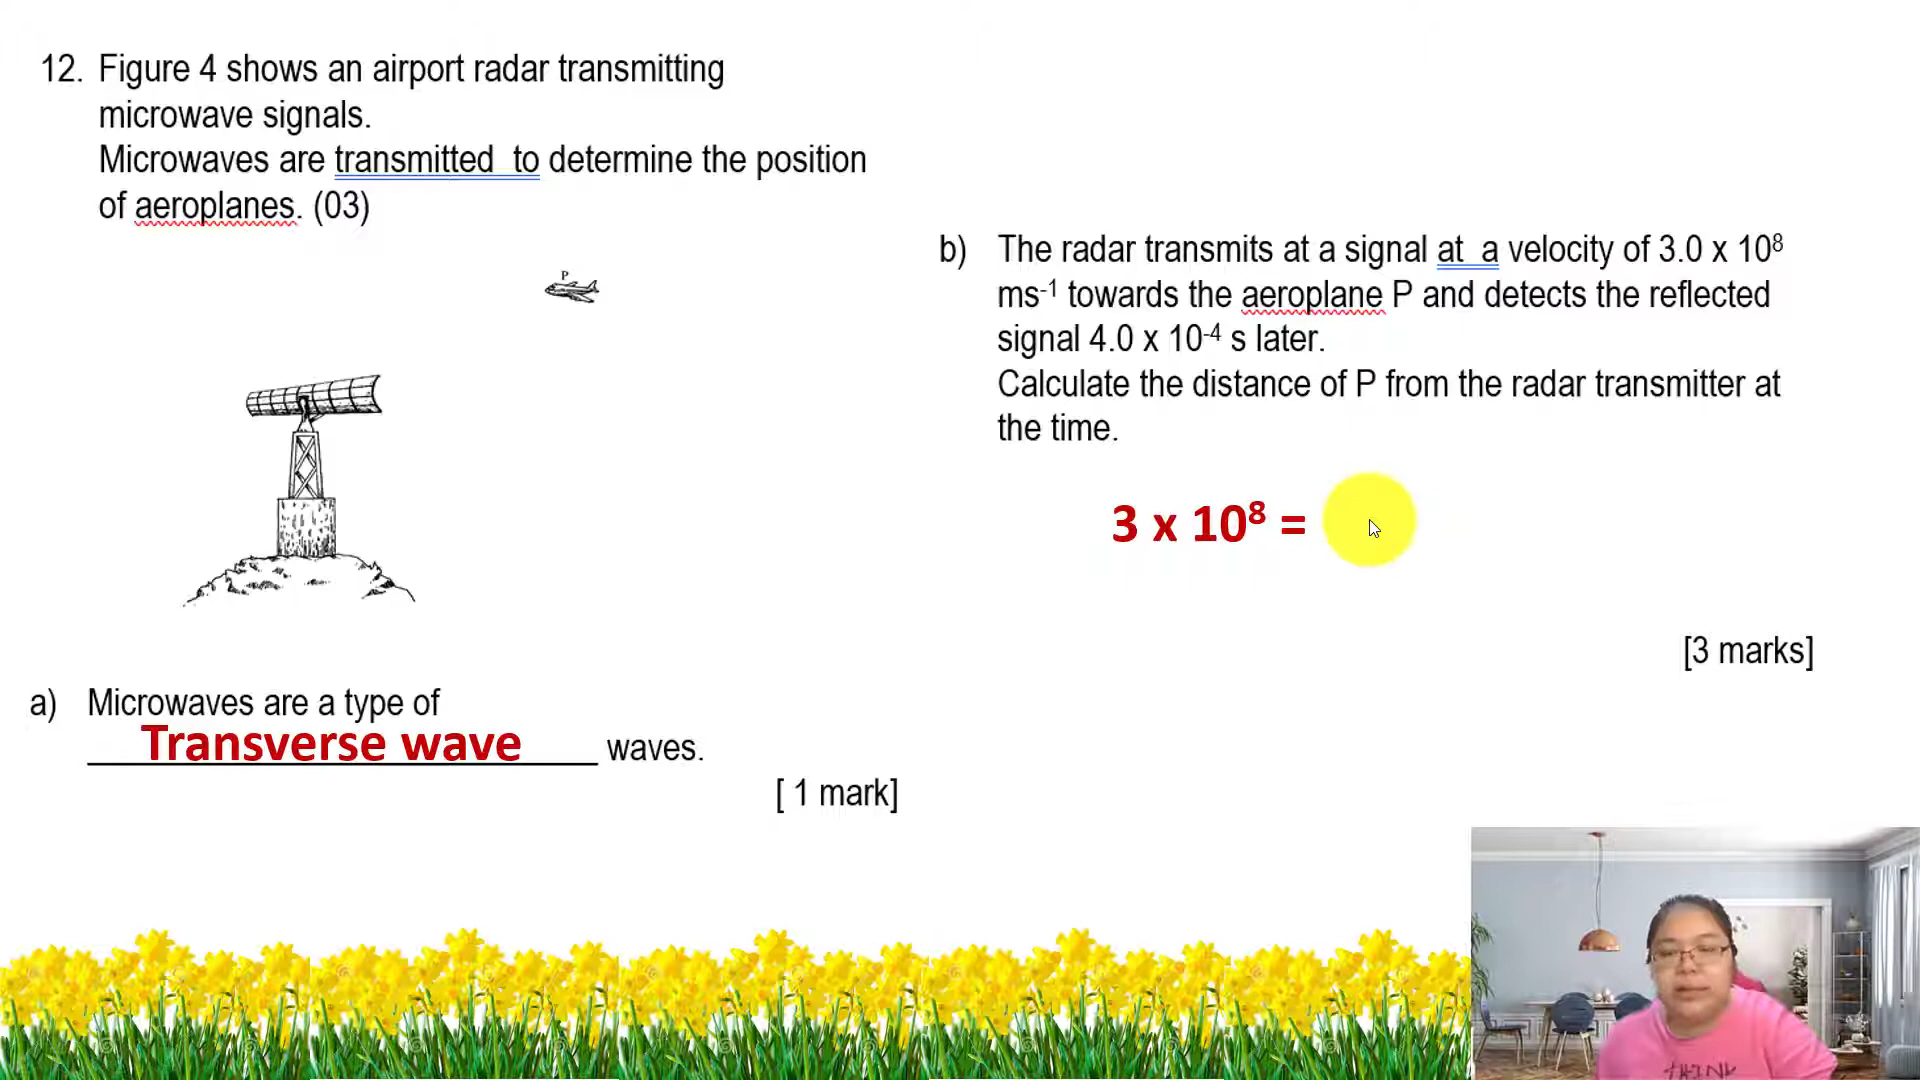 12. Figure 4 shows an airport radar transmitting
microwave signals.
Microwaves are transmitted  to determine the position
of aeroplanes. (03)
P
a) Microwaves are a type of
Transverse wave waves.
[ 1 mark]
b) The radar transmits at a signal at  a velocity of 3.0 x 10⁸
ms⁻¹ towards the aeroplane P and detects the reflected
signal 4.0 x 10⁻⁴ s later.
Calculate the distance of P from the radar transmitter at
the time.
3 x 10⁸ =
[3 marks]
THINK